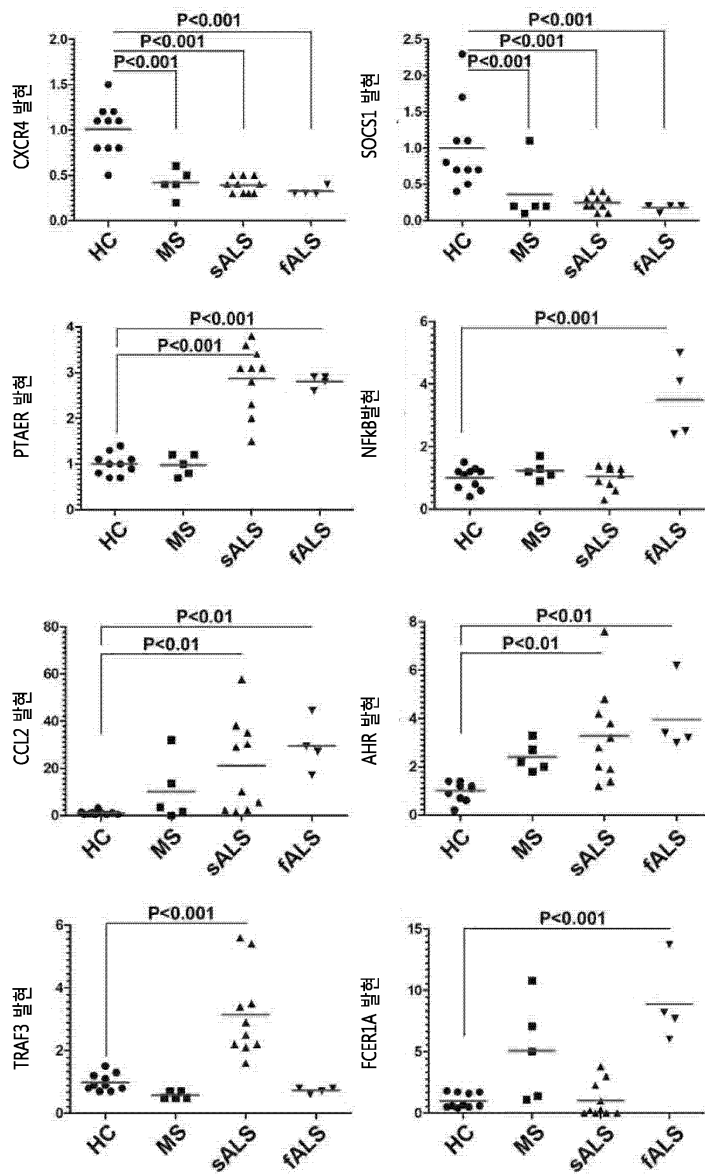 P<0.001
P<0.001
P<0.001
CXCR4 발현
2.0
1.5
1.0
0.5
0.0
HC
MS
sALS
fALS
P<0.001
P<0.001
P<0.001
SOCS1 발현
2.5
2.0
1.5
1.0
0.5
0.0
HC
MS
sALS
fALS
P<0.001
P<0.001
PTAER 발현
4
3
2
1
0
HC
MS
sALS
fALS
P<0.001
NFkB발현
6
4
2
0
HC
MS
sALS
fALS
P<0.01
P<0.01
CCL2 발현
80
60
40
20
0
HC
MS
sALS
fALS
P<0.01
P<0.01
AHR 발현
8
6
4
2
0
HC
MS
sALS
fALS
P<0.001
TRAF3 발현
6
4
2
0
HC
MS
sALS
fALS
P<0.001
FCER1A 발현
15
10
5
0
HC
MS
sALS
fALS